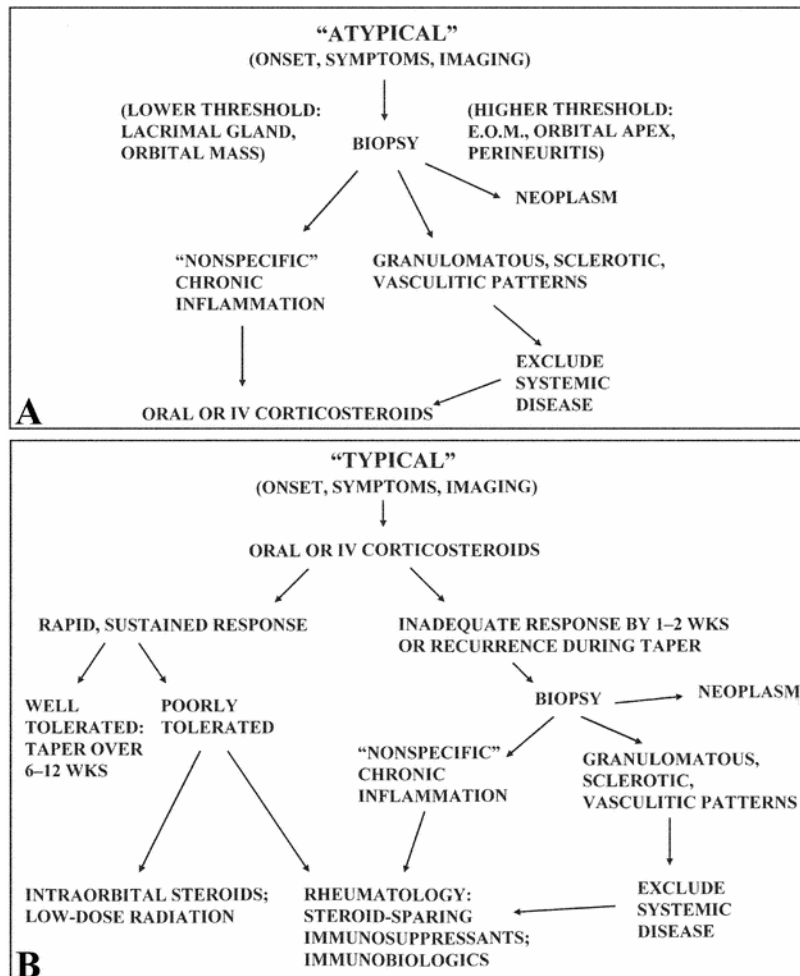 “ATYPICAL”
(ONSET, SYMPTOMS, IMAGING)
(LOWER THRESHOLD:
LACRIMAL GLAND,
ORBITAL MASS)
BIOPSY
(HIGHER THRESHOLD:
E.O.M., ORBITAL APEX,
PERINEURITIS)
NEOPLASM
“NONSPECIFIC”
CHRONIC
INFLAMMATION
GRANULOMATOUS, SCLEROTIC,
VASCULITIC PATTERNS
EXCLUDE
SYSTEMIC
DISEASE
ORAL OR IV CORTICOSTEROIDS
A
“TYPICAL”
(ONSET, SYMPTOMS, IMAGING)
ORAL OR IV CORTICOSTEROIDS
RAPID, SUSTAINED RESPONSE
INADEQUATE RESPONSE BY 1–2 WKS
OR RECURRENCE DURING TAPER
WELL
TOLERATED:
TAPER OVER
6–12 WKS
POORLY
TOLERATED
BIOPSY
NEOPLASM
“NONSPECIFIC”
CHRONIC
INFLAMMATION
GRANULOMATOUS,
SCLEROTIC,
VASCULITIC PATTERNS
INTRAORBITAL STEROIDS;
LOW-DOSE RADIATION
RHEUMATOLOGY:
STEROID-SPARING
IMMUNOSUPPRESSANTS;
IMMUNOBIOLOGICS
EXCLUDE
SYSTEMIC
DISEASE
B